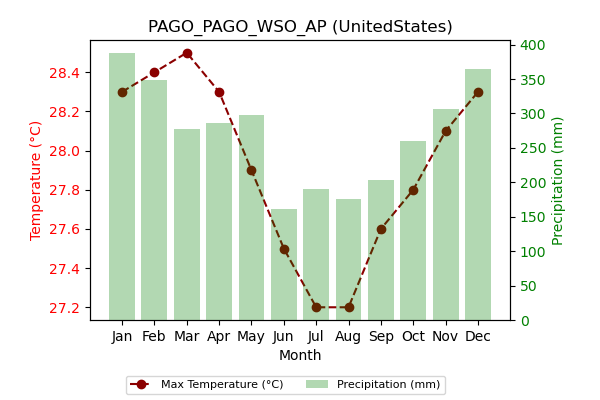 PAGO_PAGO_WSO_AP (UnitedStates)
28.4
28.2
28.0
27.8
27.6
27.4
27.2
Temperature (°C)
400
350
300
250
200
150
100
50
0
Precipitation (mm)
Jan Feb Mar Apr May Jun Jul Aug Sep Oct Nov Dec
Month
Max Temperature (°C) Precipitation (mm)